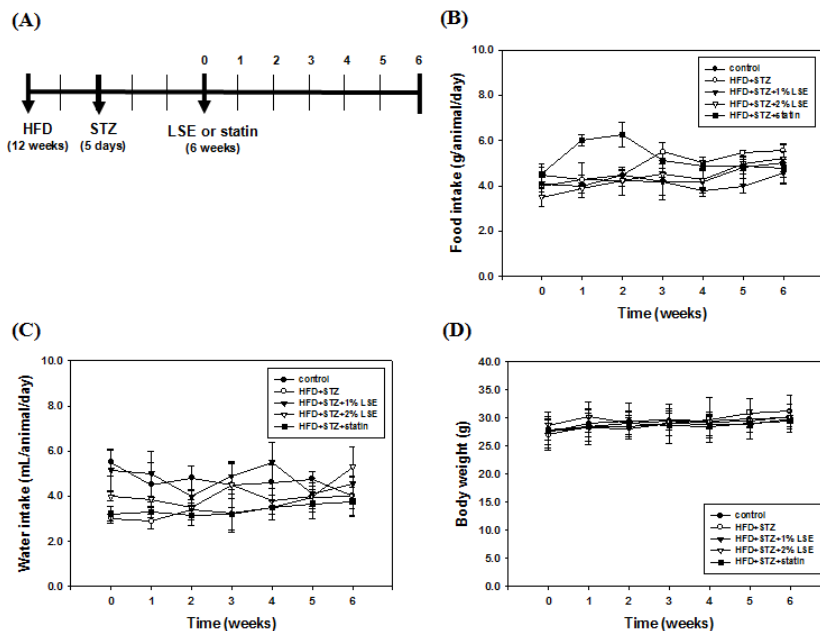 (A)
0 1 2 3 4 5 6
HFD STZ LSE or statin
(12 weeks) (5 days) (6 weeks)
(B)
10.0
8.0
6.0
4.0
2.0
0.0
Food intake (g/animal/day)
control
HFD+STZ
HFD+STZ+1% LSE
HFD+STZ+2% LSE
HFD+STZ+statin
0 1 2 3 4 5 6
Time (weeks)
(C)
10.0
8.0
6.0
4.0
2.0
0.0
Water intake (mL/animal/day)
control
HFD+STZ
HFD+STZ+1% LSE
HFD+STZ+2% LSE
HFD+STZ+statin
0 1 2 3 4 5 6
Time (weeks)
(D)
40.0
35.0
30.0
25.0
20.0
15.0
10.0
5.0
0.0
Body weight (g)
control
HFD+STZ
HFD+STZ+1% LSE
HFD+STZ+2% LSE
HFD+STZ+statin
0 1 2 3 4 5 6
Time (weeks)